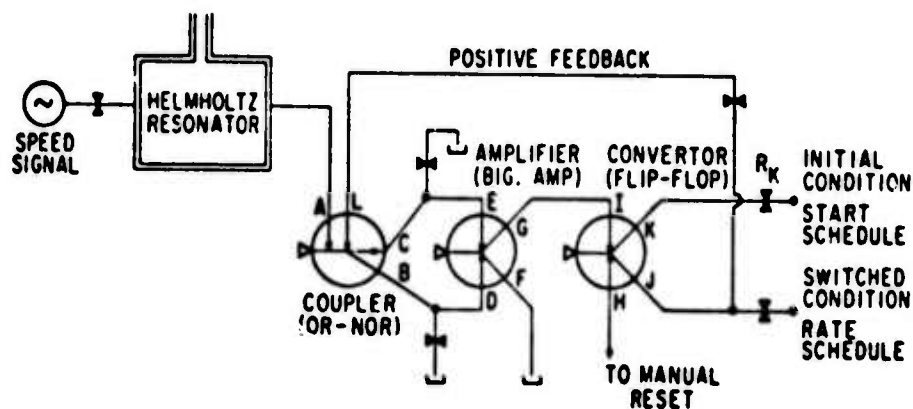 POSITIVE FEEDBACK
HELMHOLTZ
RESONATOR
~
SPEED
SIGNAL
AMPLIFIER
(BIG. AMP)
CONVERTOR
(FLIP-FLOP)
RK
INITIAL
CONDITION
START
SCHEDULE
A
L
C
B
E
G
F
D
I
K
J
H
COUPLER
(OR-NOR)
SWITCHED
CONDITION
RATE
SCHEDULE
TO MANUAL
RESET